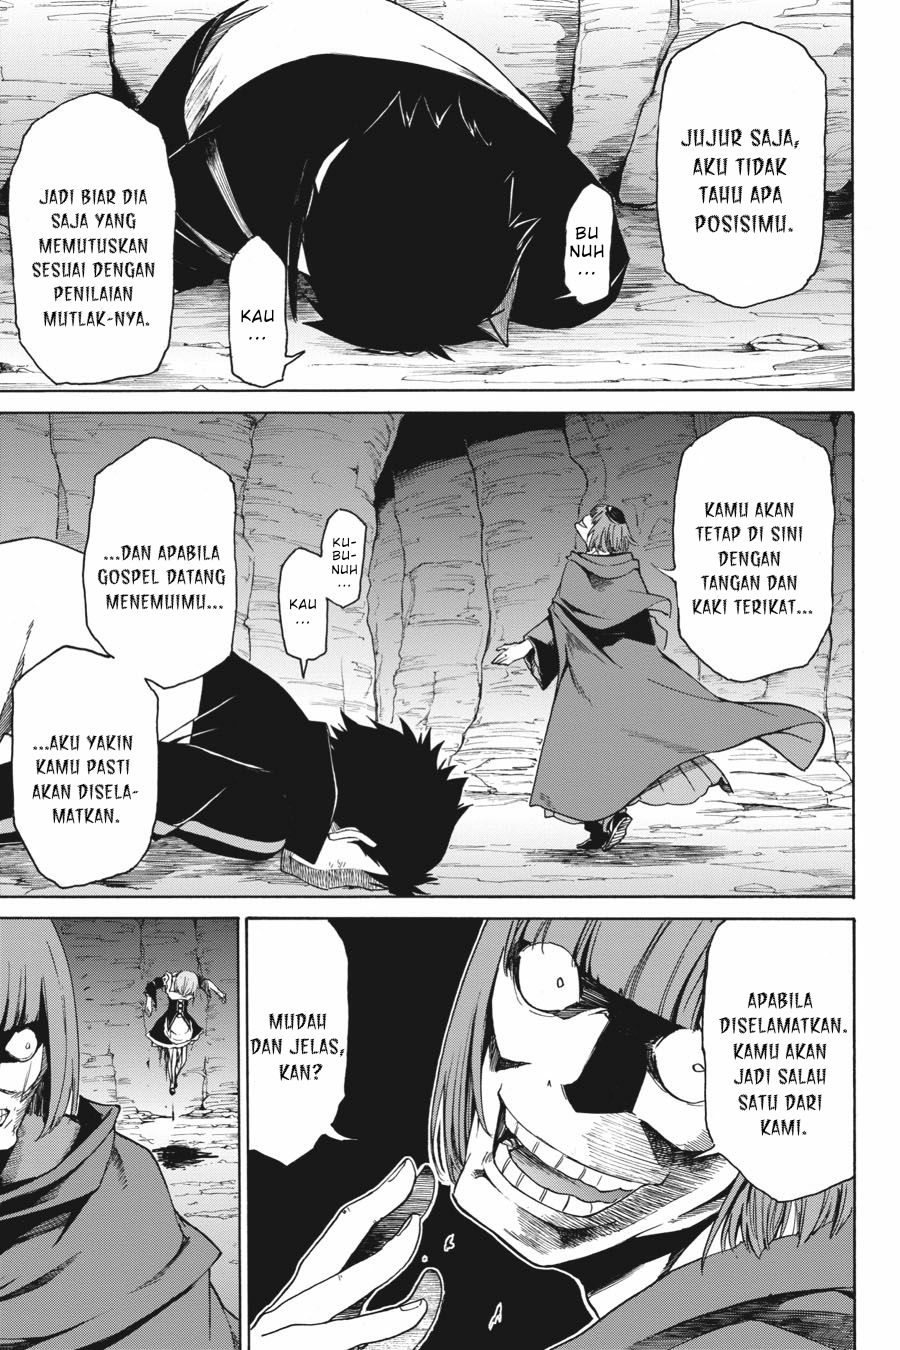 JUJUR SAJA,
AKU TIDAK
TAHU APA
POSISIMU.
BU
NUH
...
JADI BIAR DIA
SAJA YANG
MEMUTUSKAN
SESUAI DENGAN
PENILAIAN
MUTLAK-NYA.
KAU
...
KAMU AKAN
TETAP DI SINI
DENGAN
TANGAN DAN
KAKI TERIKAT...
KU-
BU-
NUH
...
KAU
...
...DAN APABILA
GOSPEL DATANG
MENEMUIMU...
...AKU YAKIN
KAMU PASTI
AKAN DISELA-
MATKAN.
APABILA
DISELAMATKAN.
KAMU AKAN
JADI SALAH
SATU DARI
KAMI.
MUDAH
DAN JELAS,
KAN?